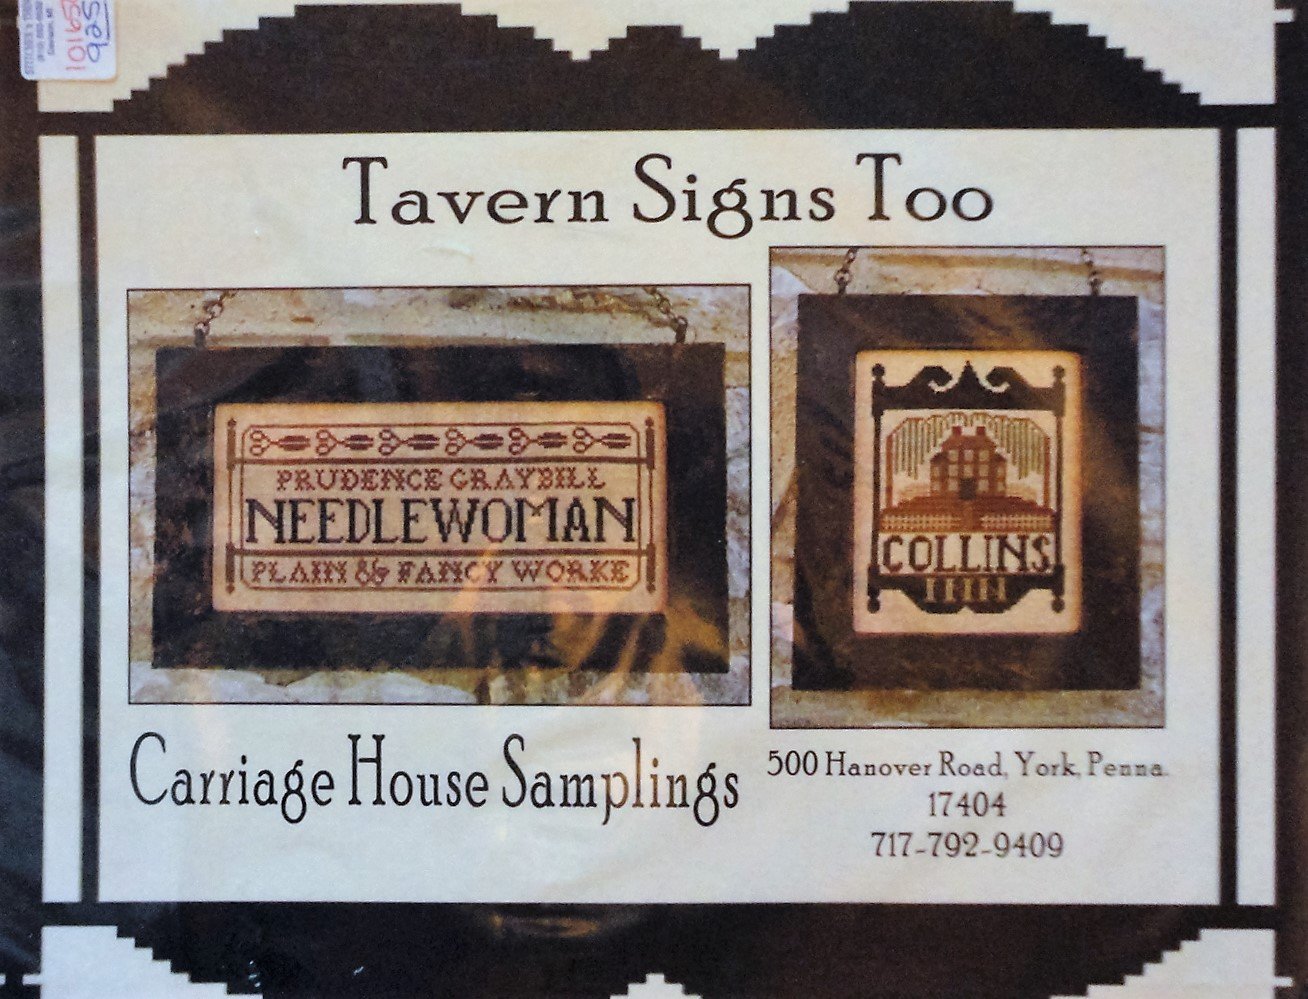 Tavern Signs Too
PRUDENCE GRAYBILL
NEEDLEWOMAN
PLAIN & FANCY WORKE
COLLINS
INN
Carriage House Samplings
500 Hanover Road, York, Penna.
17404
717-792-9409